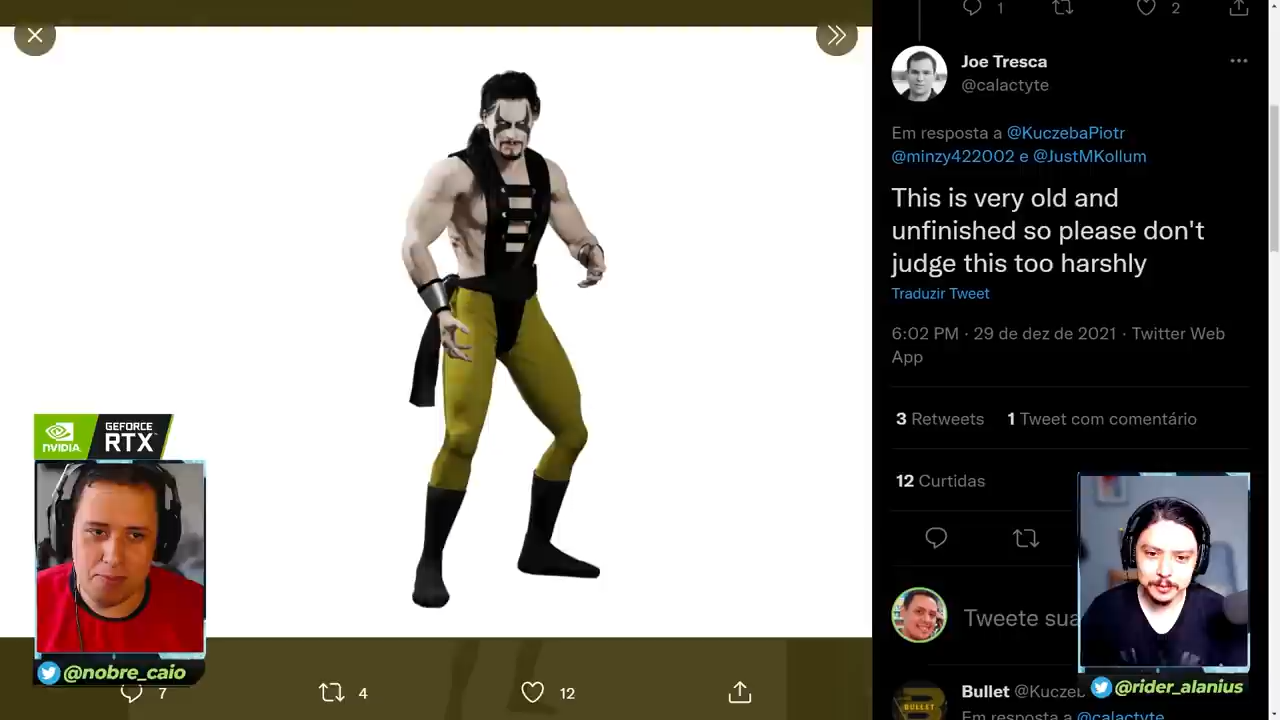 1
2
Joe Tresca
@calactyte
Em resposta a @KuczebaPiotr
@minzy422002 e @JustMKollum
This is very old and
unfinished so please don't
judge this too harshly
Traduzir Tweet
6:02 PM · 29 de dez de 2021 · Twitter Web
App
3 Retweets 1 Tweet com comentário
12 Curtidas
Tweete sua
Bullet @Kuczeb
BULLET
Em resposta a @calactyte
NVIDIA. GEFORCE
RTX
@nobre_caio
@rider_alanius
7 4 12